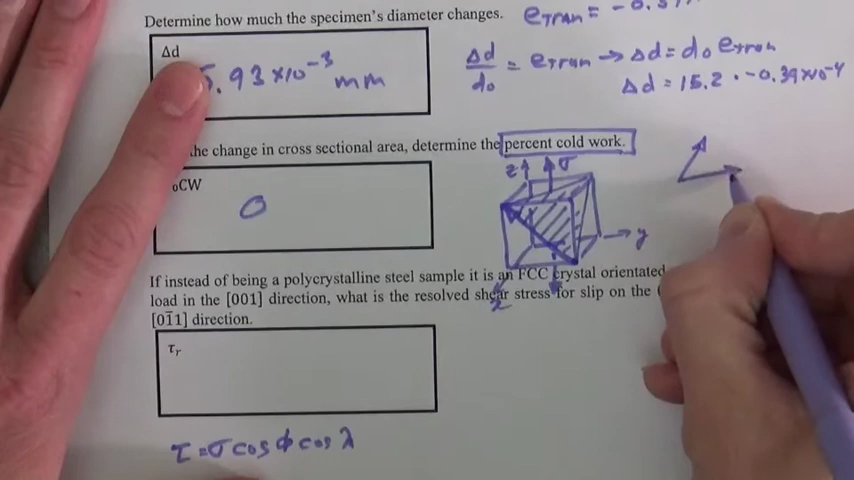 Determine how much the specimen's diameter changes.
eTRAN = -0.3
Δd
5.93×10⁻³ mm
Δd/d₀ = eTRAN → Δd = d₀ eTRAN
Δd = 15.2 · -0.39×10⁻⁴
the change in cross sectional area, determine the percent cold work.
CW
0
z σ
y
If instead of being a polycrystalline steel sample it is an FCC crystal orientated
load in the [001] direction, what is the resolved shear stress for slip on the
[01̅1] direction.
τr
τ = σ cos ϕ cos λ